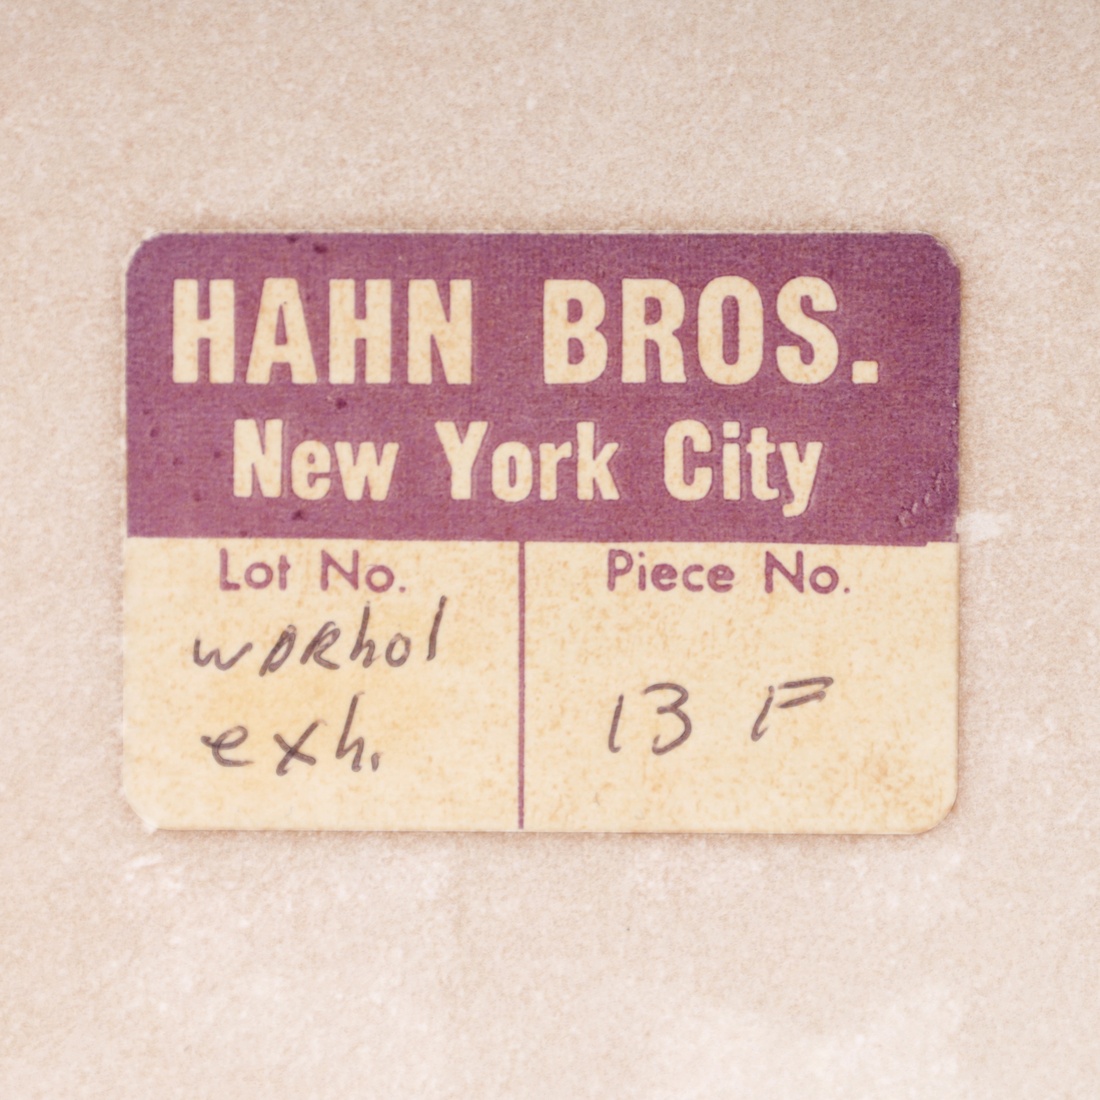 HAHN BROS.
New York City
Lot No.
warhol
exh.
Piece No.
13 F